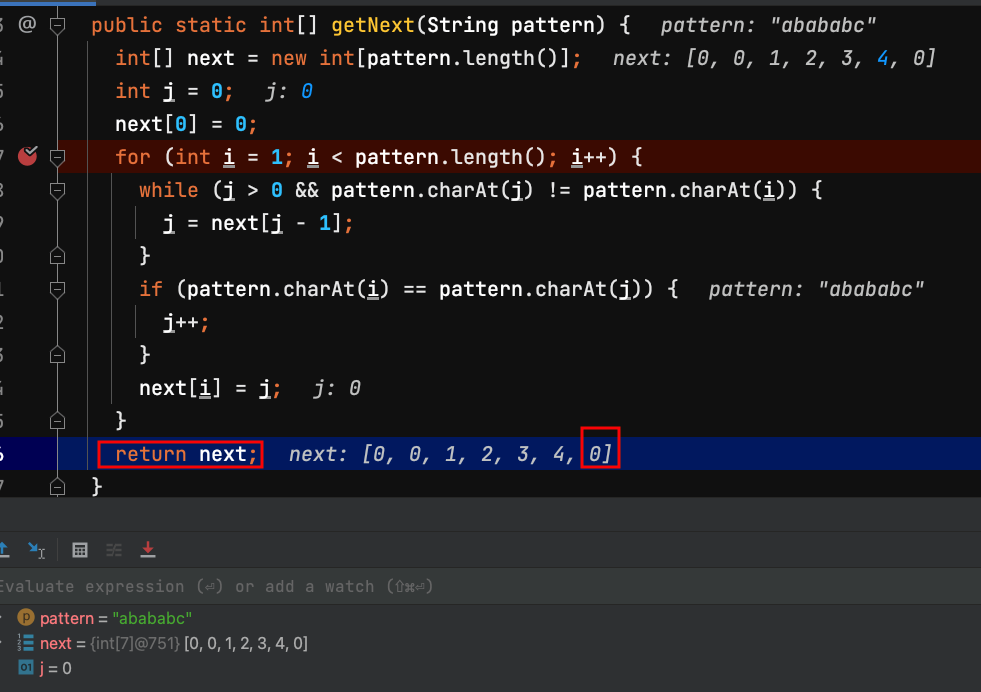 public static int[] getNext(String pattern) {   pattern: "abababc"
int[] next = new int[pattern.length()];   next: [0, 0, 1, 2, 3, 4, 0]
int j = 0;   j: 0
next[0] = 0;
for (int i = 1; i < pattern.length(); i++) {
while (j > 0 && pattern.charAt(j) != pattern.charAt(i)) {
j = next[j - 1];
}
if (pattern.charAt(i) == pattern.charAt(j)) {   pattern: "abababc"
j++;
}
next[i] = j;   j: 0
}
return next;   next: [0, 0, 1, 2, 3, 4, 0]
}
Evaluate expression (⏎) or add a watch (⇧⌘⏎)
pattern = "abababc"
next = {int[7]@751} [0, 0, 1, 2, 3, 4, 0]
j = 0